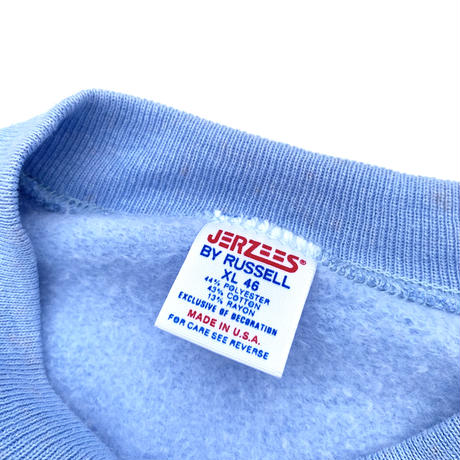 JERZEES®
BY RUSSELL
XL 46
44% POLYESTER
43% COTTON
13% RAYON
EXCLUSIVE OF DECORATION
MADE IN U.S.A.
FOR CARE SEE REVERSE